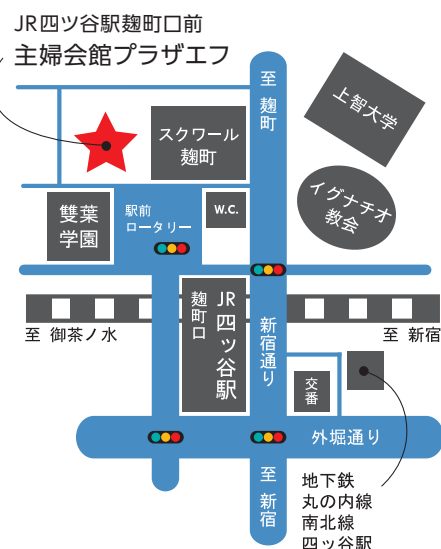 JR四ツ谷駅麹町口前
主婦会館プラザエフ
至 麹町
上智大学
スクワール
麹町
イグナチオ
教会
雙葉
学園
駅前
ロータリー
W.C.
麹町口
JR四ツ谷駅
新宿通り
至 御茶ノ水
至 新宿
交番
外堀通り
至 新宿
地下鉄
丸の内線
南北線
四ツ谷駅